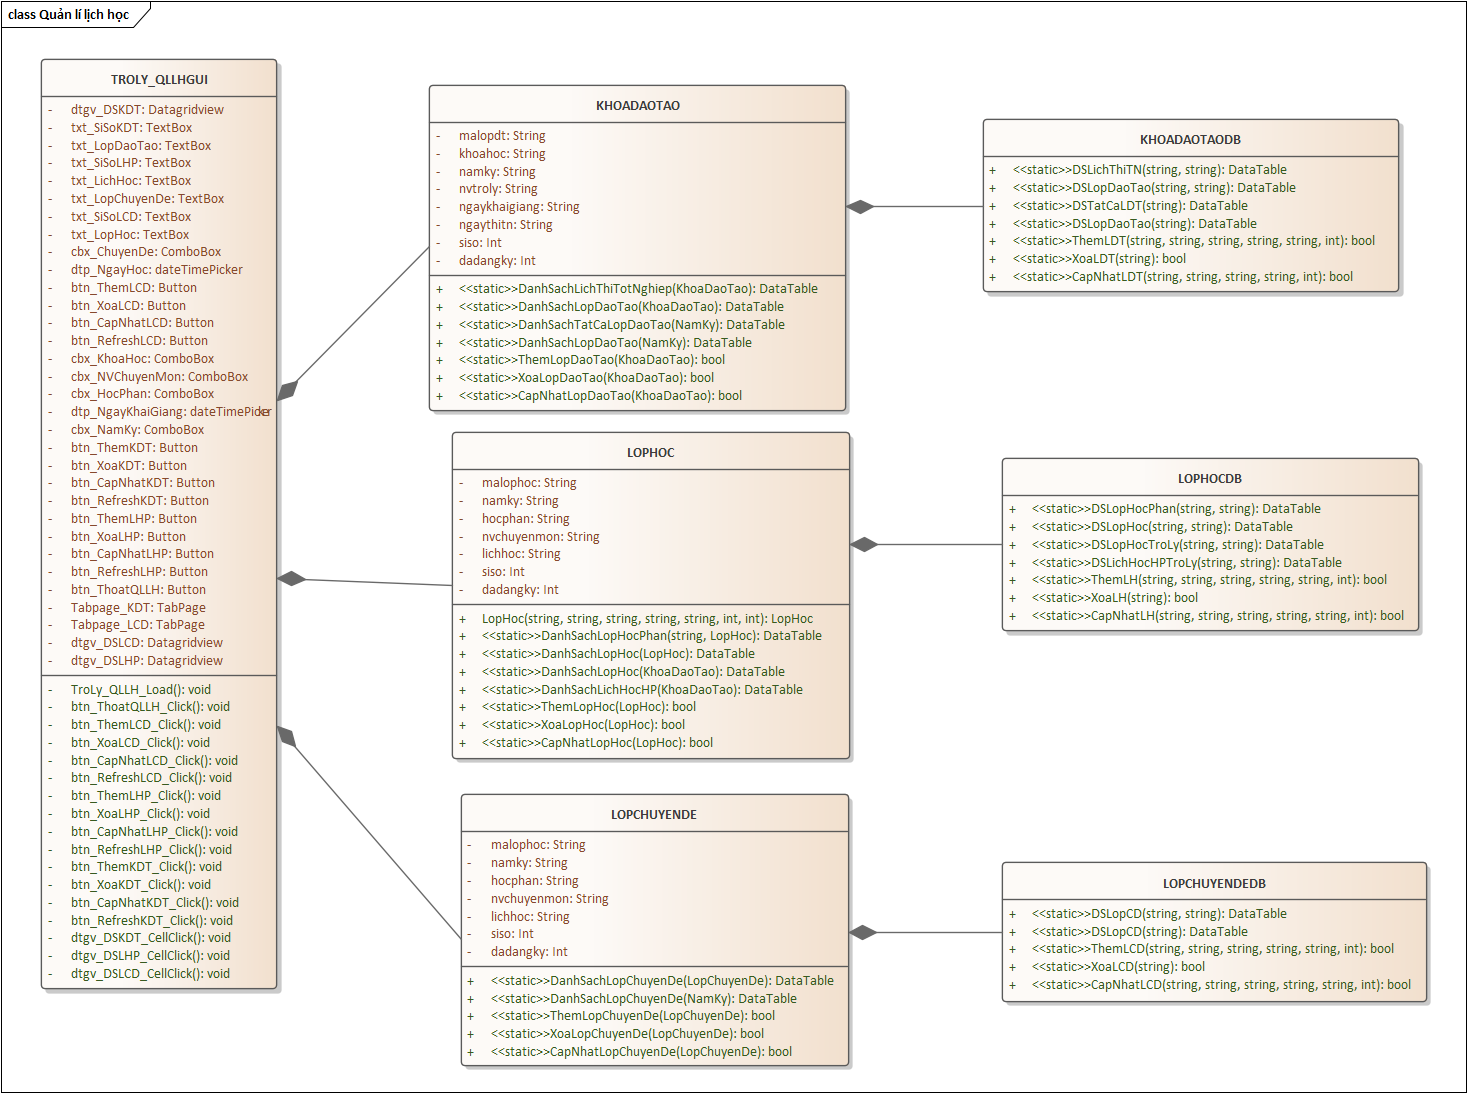 class Quản lí lịch học
TROLY_QLLHGUI
- dtgv_DSKDT: Datagridview
- txt_SiSoKDT: TextBox
- txt_LopDaoTao: TextBox
- txt_SiSoLHP: TextBox
- txt_LichHoc: TextBox
- txt_LopChuyenDe: TextBox
- txt_SiSoLCD: TextBox
- txt_LopHoc: TextBox
- cbx_ChuyenDe: ComboBox
- dtp_NgayHoc: dateTimePicker
- btn_ThemLCD: Button
- btn_XoaLCD: Button
- btn_CapNhatLCD: Button
- btn_RefreshLCD: Button
- cbx_KhoaHoc: ComboBox
- cbx_NVChuyenMon: ComboBox
- cbx_HocPhan: ComboBox
- dtp_NgayKhaiGiang: dateTimePicker
- cbx_NamKy: ComboBox
- btn_ThemKDT: Button
- btn_XoaKDT: Button
- btn_CapNhatKDT: Button
- btn_RefreshKDT: Button
- btn_ThemLHP: Button
- btn_XoaLHP: Button
- btn_CapNhatLHP: Button
- btn_RefreshLHP: Button
- btn_ThoatQLLH: Button
- Tabpage_KDT: TabPage
- Tabpage_LCD: TabPage
- dtgv_DSLCD: Datagridview
- dtgv_DSLHP: Datagridview
- TroLy_QLLH_Load(): void
- btn_ThoatQLLH_Click(): void
- btn_ThemLCD_Click(): void
- btn_XoaLCD_Click(): void
- btn_CapNhatLCD_Click(): void
- btn_RefreshLCD_Click(): void
- btn_ThemLHP_Click(): void
- btn_XoaLHP_Click(): void
- btn_CapNhatLHP_Click(): void
- btn_RefreshLHP_Click(): void
- btn_ThemKDT_Click(): void
- btn_XoaKDT_Click(): void
- btn_CapNhatKDT_Click(): void
- btn_RefreshKDT_Click(): void
- dtgv_DSKDT_CellClick(): void
- dtgv_DSLHP_CellClick(): void
- dtgv_DSLCD_CellClick(): void
KHOADAOTAO
- malopdt: String
- khoahoc: String
- namky: String
- nvtroly: String
- ngaykhaigiang: String
- ngaythitn: String
- siso: Int
- dadangky: Int
+ <<static>>DanhSachLichThiTotNghiep(KhoaDaoTao): DataTable
+ <<static>>DanhSachLopDaoTao(KhoaDaoTao): DataTable
+ <<static>>DanhSachTatCaLopDaoTao(NamKy): DataTable
+ <<static>>DanhSachLopDaoTao(NamKy): DataTable
+ <<static>>ThemLopDaoTao(KhoaDaoTao): bool
+ <<static>>XoaLopDaoTao(KhoaDaoTao): bool
+ <<static>>CapNhatLopDaoTao(KhoaDaoTao): bool
KHOADAOTAODB
+ <<static>>DSLichThiTN(string, string): DataTable
+ <<static>>DSLopDaoTao(string, string): DataTable
+ <<static>>DSTatCaLDT(string): DataTable
+ <<static>>DSLopDaoTao(string): DataTable
+ <<static>>ThemLDT(string, string, string, string, string, int): bool
+ <<static>>XoaLDT(string): bool
+ <<static>>CapNhatLDT(string, string, string, string, int): bool
LOPHOC
- malophoc: String
- namky: String
- hocphan: String
- nvchuyenmon: String
- lichhoc: String
- siso: Int
- dadangky: Int
+ LopHoc(string, string, string, string, string, int, int): LopHoc
+ <<static>>DanhSachLopHocPhan(string, LopHoc): DataTable
+ <<static>>DanhSachLopHoc(LopHoc): DataTable
+ <<static>>DanhSachLopHoc(KhoaDaoTao): DataTable
+ <<static>>DanhSachLichHocHP(KhoaDaoTao): DataTable
+ <<static>>ThemLopHoc(LopHoc): bool
+ <<static>>XoaLopHoc(LopHoc): bool
+ <<static>>CapNhatLopHoc(LopHoc): bool
LOPHOCDB
+ <<static>>DSLopHocPhan(string, string): DataTable
+ <<static>>DSLopHoc(string, string): DataTable
+ <<static>>DSLopHocTroLy(string, string): DataTable
+ <<static>>DSLichHocHPTroLy(string, string): DataTable
+ <<static>>ThemLH(string, string, string, string, string, int): bool
+ <<static>>XoaLH(string): bool
+ <<static>>CapNhatLH(string, string, string, string, string, int): bool
LOPCHUYENDE
- malophoc: String
- namky: String
- hocphan: String
- nvchuyenmon: String
- lichhoc: String
- siso: Int
- dadangky: Int
+ <<static>>DanhSachLopChuyenDe(LopChuyenDe): DataTable
+ <<static>>DanhSachLopChuyenDe(NamKy): DataTable
+ <<static>>ThemLopChuyenDe(LopChuyenDe): bool
+ <<static>>XoaLopChuyenDe(LopChuyenDe): bool
+ <<static>>CapNhatLopChuyenDe(LopChuyenDe): bool
LOPCHUYENDEDB
+ <<static>>DSLopCD(string, string): DataTable
+ <<static>>DSLopCD(string): DataTable
+ <<static>>ThemLCD(string, string, string, string, string, int): bool
+ <<static>>XoaLCD(string): bool
+ <<static>>CapNhatLCD(string, string, string, string, string, int): bool